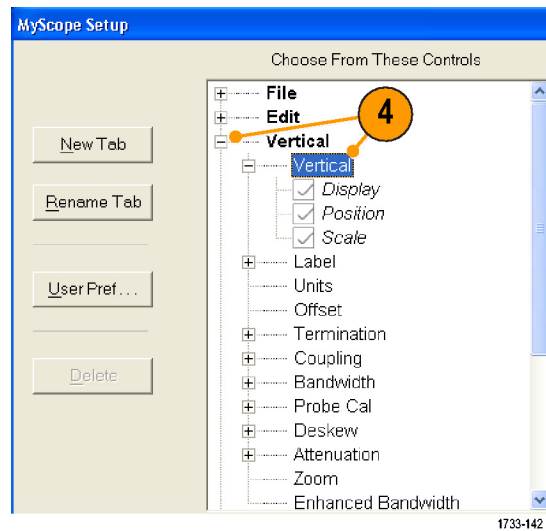 MyScope Setup
Choose From These Controls
File
Edit
4
Vertical
Vertical
Display
Position
Scale
Label
Units
Offset
Termination
Coupling
Bandwidth
Probe Cal
Deskew
Attenuation
Zoom
Enhanced Bandwidth
New Tab
Rename Tab
User Pref...
Delete
1733-142